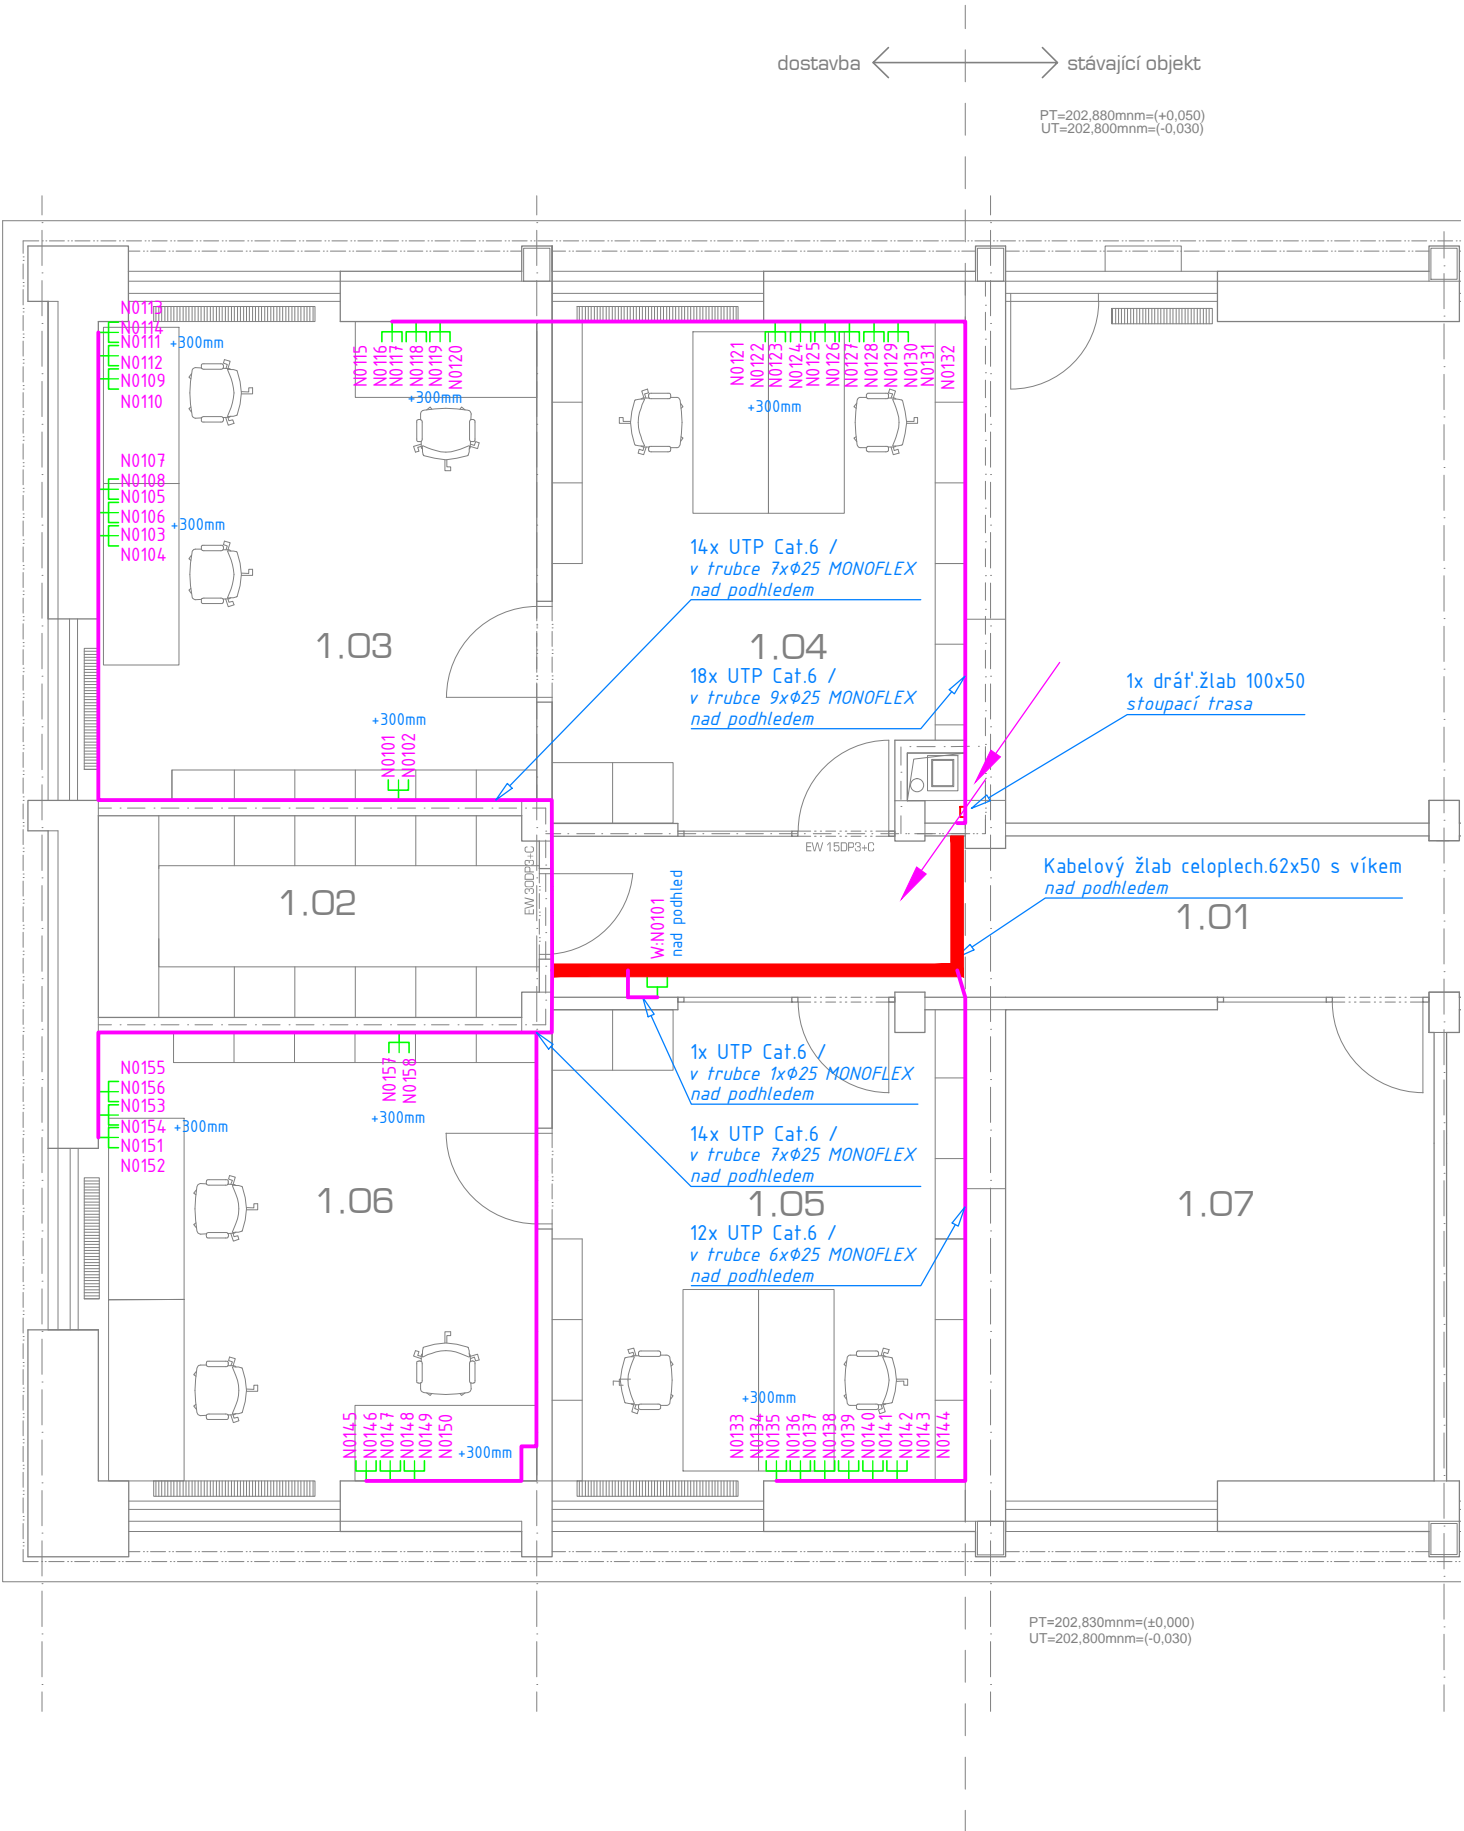 dostavba
stávající objekt
PT=202,880mnm=(+0,050)
UT=202,800mnm=(-0,030)
N0113
N0114
N0111
N0112
N0109
N0110
+300mm
N0107
N0108
N0105
N0106
N0103
N0104
+300mm
N0115
N0116
N0117
N0118
N0119
N0120
+300mm
N0121
N0122
N0123
N0124
N0125
N0126
N0127
N0128
N0129
N0130
N0131
N0132
+300mm
14x UTP Cat.6 /
v trubce 7xΦ25 MONOFLEX
nad podhledem
1.03
1.04
18x UTP Cat.6 /
v trubce 9xΦ25 MONOFLEX
nad podhledem
1x dráť.žlab 100x50
stoupací trasa
+300mm
N0101
N0102
EW 15DP3+C
EW 30DP3+C
1.02
W:N0101
nad podhled
Kabelový žlab celoplech.62x50 s víkem
nad podhledem
1.01
N0155
N0156
N0153
N0154
N0151
N0152
+300mm
N0157
N0158
+300mm
1x UTP Cat.6 /
v trubce 1xΦ25 MONOFLEX
nad podhledem
14x UTP Cat.6 /
v trubce 7xΦ25 MONOFLEX
nad podhledem
1.06
1.05
1.07
12x UTP Cat.6 /
v trubce 6xΦ25 MONOFLEX
nad podhledem
N0145
N0146
N0147
N0148
N0149
N0150
+300mm
+300mm
N0133
N0134
N0135
N0136
N0137
N0138
N0139
N0140
N0141
N0142
N0143
N0144
PT=202,830mnm=(±0,000)
UT=202,800mnm=(-0,030)